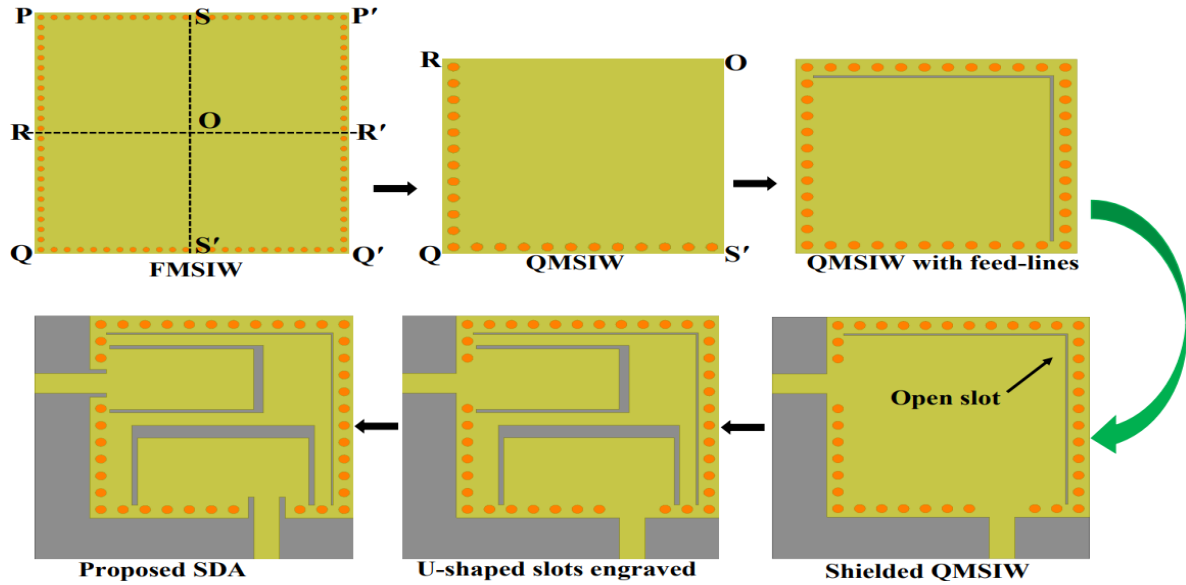 P S P′
R O R′
Q S′ Q′
FMSIW
R O
Q S′
QMSIW
QMSIW with feed-lines
Open slot
Proposed SDA
U-shaped slots engraved
Shielded QMSIW